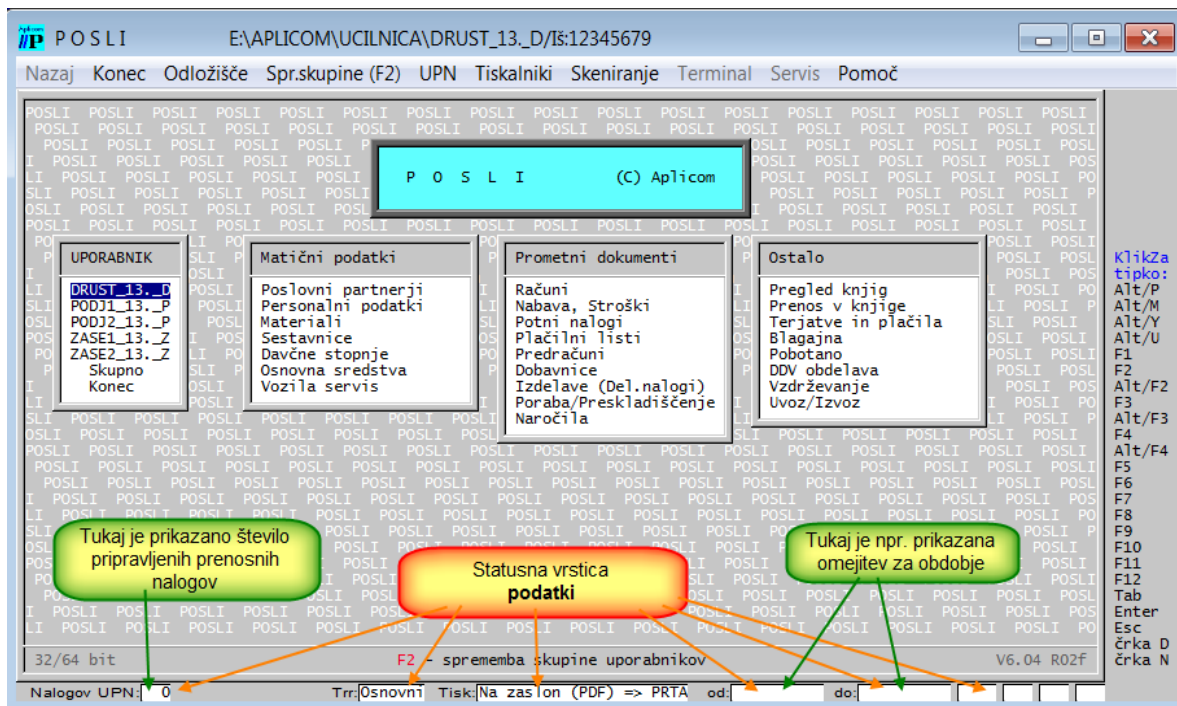 Aplicom P P O S L I E:\APLICOM\UCILNICA\DRUST_13._D/Iš:12345679
Nazaj Konec Odložišče Spr.skupine (F2) UPN Tiskalniki Skeniranje Terminal Servis Pomoč
P O S L I (C) Aplicom
UPORABNIK
DRUST_13._D
PODJ1_13._P
PODJ2_13._P
ZASE1_13._Z
ZASE2_13._Z
Skupno
Konec
Matični podatki
Poslovni partnerji
Personalni podatki
Materiali
Sestavnice
Davčne stopnje
Osnovna sredstva
Vozila servis
Prometni dokumenti
Računi
Nabava, Stroški
Potni nalogi
Plačilni listi
Predračuni
Dobavnice
Izdelave (Del.nalogi)
Poraba/Preskladiščenje
Naročila
Ostalo
Pregled knjig
Prenos v knjige
Terjatve in plačila
Blagajna
Pobotano
DDV obdelava
Vzdrževanje
Uvoz/Izvoz
KlikZa
tipko:
Alt/P
Alt/M
Alt/Y
Alt/U
F1
F2
Alt/F2
F3
Alt/F3
F4
Alt/F4
F5
F6
F7
F8
F9
F10
F11
F12
Tab
Enter
Esc
črka D
črka N
Tukaj je prikazano število
pripravljenih prenosnih
nalogov
Statusna vrstica
podatki
Tukaj je npr. prikazana
omejitev za obdobje
32/64 bit F2 - sprememba skupine uporabnikov V6.04 R02f
Nalogov UPN: 0 Trr:Osnovni Tisk:Na zaslon (PDF) => PRTA od: do: